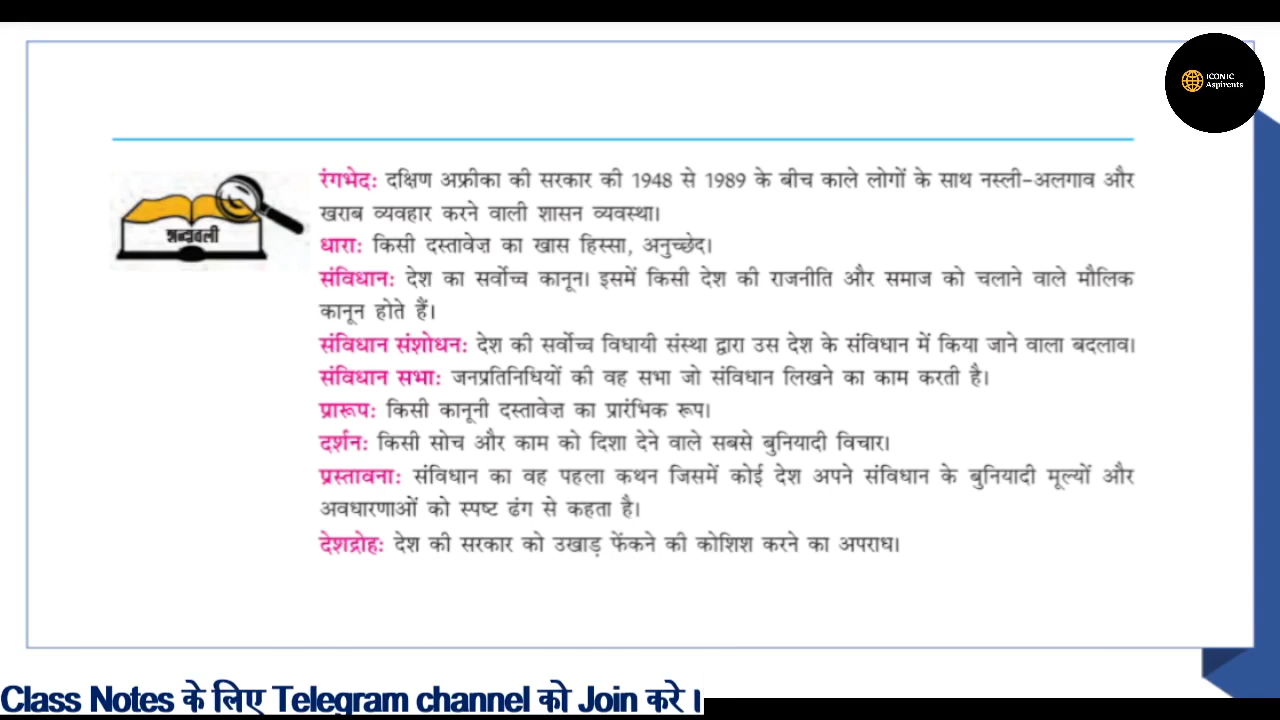 ICONIC
Aspirents
रंगभेद: दक्षिण अफ्रीका की सरकार की 1948 से 1989 के बीच काले लोगों के साथ नस्ली-अलगाव और
खराब व्यवहार करने वाली शासन व्यवस्था।
शब्दावली
धारा: किसी दस्तावेज़ का खास हिस्सा, अनुच्छेद।
संविधान: देश का सर्वोच्च कानून। इसमें किसी देश की राजनीति और समाज को चलाने वाले मौलिक
कानून होते हैं।
संविधान संशोधन: देश की सर्वोच्च विधायी संस्था द्वारा उस देश के संविधान में किया जाने वाला बदलाव।
संविधान सभा: जनप्रतिनिधियों की वह सभा जो संविधान लिखने का काम करती है।
प्रारूप: किसी कानूनी दस्तावेज़ का प्रारंभिक रूप।
दर्शन: किसी सोच और काम को दिशा देने वाले सबसे बुनियादी विचार।
प्रस्तावना: संविधान का वह पहला कथन जिसमें कोई देश अपने संविधान के बुनियादी मूल्यों और
अवधारणाओं को स्पष्ट ढंग से कहता है।
देशद्रोह: देश की सरकार को उखाड़ फेंकने की कोशिश करने का अपराध।
Class Notes के लिए Telegram channel को Join करे ।